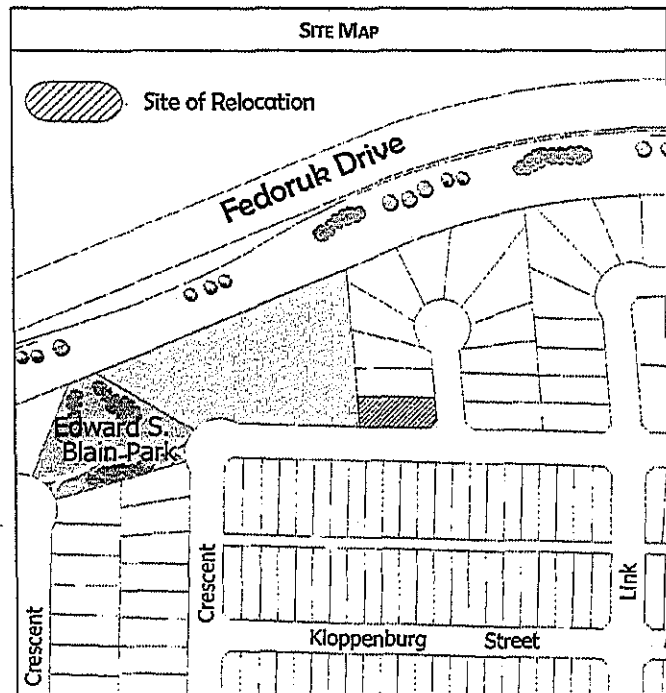 SITE MAP
Site of Relocation
Fedoruk Drive
Edward S.
Blain Park
Crescent
Crescent
Kloppenburg Street
Link